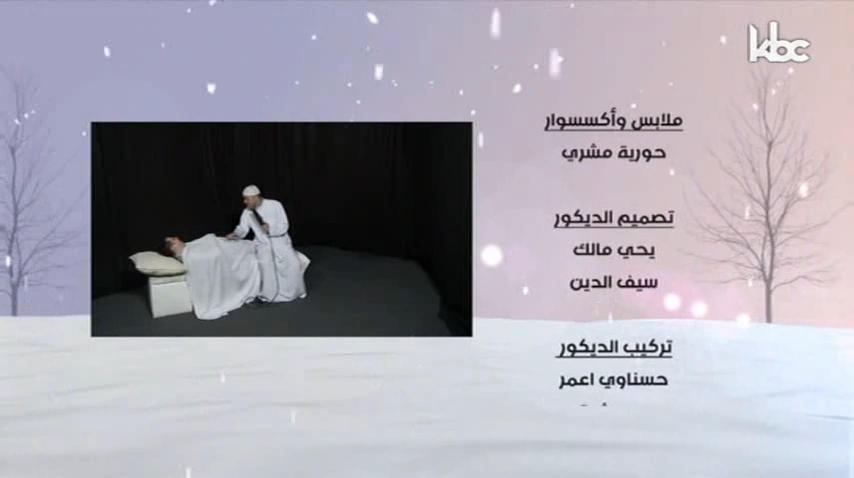 kbc
ملابس وأكسسوار
حورية مشري
تصميم الديكور
يحي مالك
سيف الدين
تركيب الديكور
حسناوي اعمر